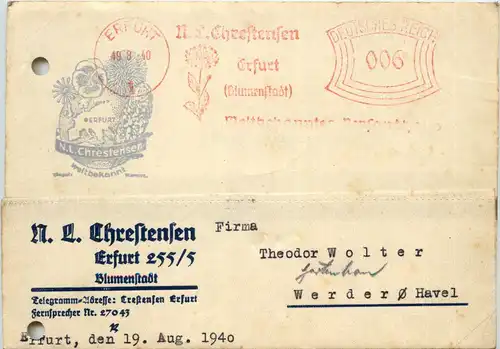 ERFURT
19.8.40
N. L. Chrestensen
Erfurt
(Blumenstadt)
DEUTSCHES REICH
006
ERFURT
N.L. Chrestensen
weltbekannt
N. L. Chrestensen
Erfurt 255/5
Blumenstadt
Telegramm-Adresse: Crestensen Erfurt
Fernsprecher Nr. 27043
Firma
Theodor Wolter
Werder Ø Havel
Erfurt, den 19. Aug. 1940